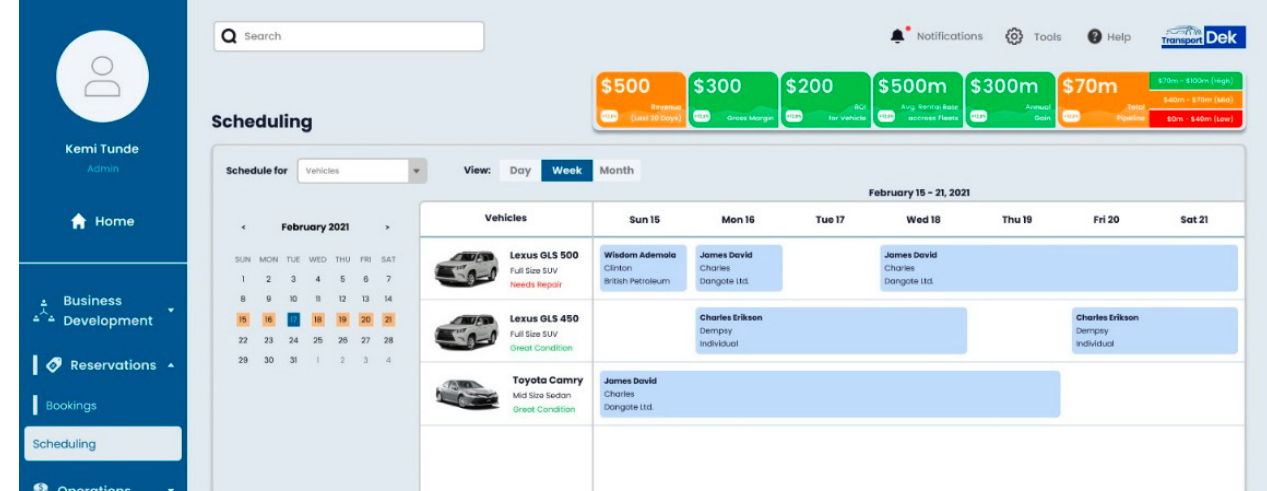 Search
Notifications
Tools
Help
Transport Dek
Kemi Tunde
Admin
Home
Business
Development
Reservations
Bookings
Scheduling
Operations
Scheduling
$500
Revenue
(Last 30 Days)
$300
Gross Margin
$200
ROI
for Vehicle
$500m
Avg. Rental Rate
accross Fleets
$300m
Annual
Gain
$70m
Total
Pipeline
$70m - $100m (High)
$40m - $70m (Mid)
$0m - $40m (Low)
Schedule for
Vehicles
View: Day Week Month
February 15 - 21, 2021
< February 2021 >
SUN MON TUE WED THU FRI SAT
1 2 3 4 5 6 7
8 9 10 11 12 13 14
15 16 17 18 19 20 21
22 23 24 25 26 27 28
29 30 31 1 2 3 4
Vehicles Sun 15 Mon 16 Tue 17 Wed 18 Thu 19 Fri 20 Sat 21
Lexus GLS 500
Full Size SUV
Needs Repair
Wisdom Ademola
Clinton
British Petroleum
James David
Charles
Dangote Ltd.
James David
Charles
Dangote Ltd.
Lexus GLS 450
Full Size SUV
Great Condition
Charles Erikson
Dempsy
Individual
Charles Erikson
Dempsy
Individual
Toyota Camry
Mid Size Sedan
Great Condition
James David
Charles
Dangote Ltd.